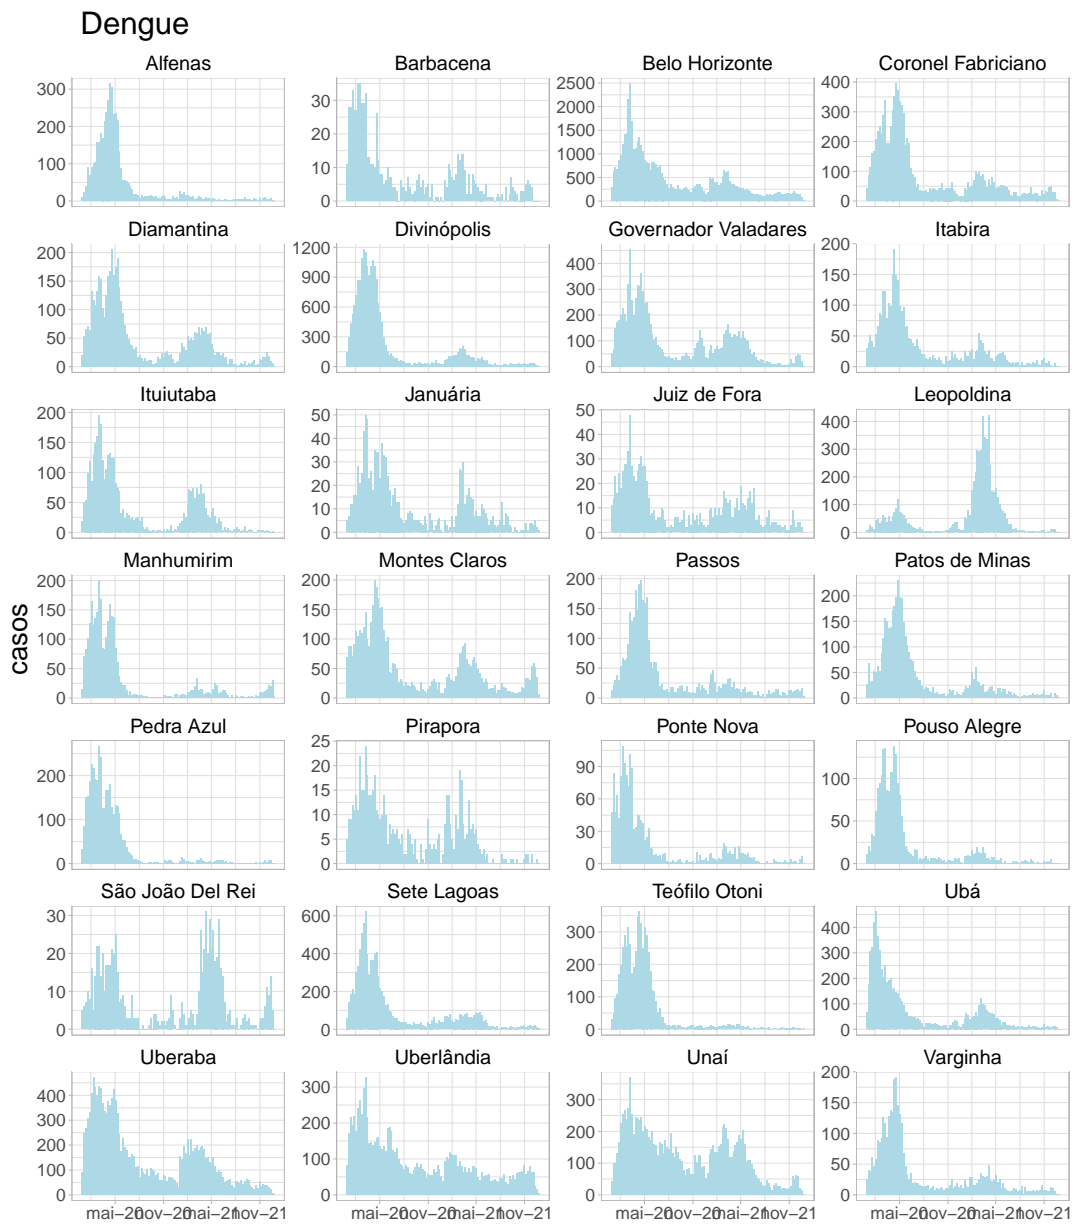 Dengue
Alfenas Barbacena Belo Horizonte Coronel Fabriciano
300 200 100 0
30 20 10 0
2500 2000 1500 1000 500 0
400 300 200 100 0
Diamantina Divinópolis Governador Valadares Itabira
200 150 100 50 0
1200 900 600 300 0
400 300 200 100 0
200 150 100 50 0
Ituiutaba Januária Juiz de Fora Leopoldina
200 150 100 50 0
50 40 30 20 10 0
50 40 30 20 10 0
400 300 200 100 0
Manhumirim Montes Claros Passos Patos de Minas
200 150 100 50 0
200 150 100 50 0
200 150 100 50 0
200 150 100 50 0
casos
Pedra Azul Pirapora Ponte Nova Pouso Alegre
200 100 0
25 20 15 10 5 0
90 60 30 0
100 50 0
São João Del Rei Sete Lagoas Teófilo Otoni Ubá
30 20 10 0
600 400 200 0
300 200 100 0
400 300 200 100 0
Uberaba Uberlândia Unaí Varginha
400 300 200 100 0
300 200 100 0
300 200 100 0
200 150 100 50 0
mai–20 nov–20 mai–21 nov–21 mai–20 nov–20 mai–21 nov–21 mai–20 nov–20 mai–21 nov–21 mai–20 nov–20 mai–21 nov–21